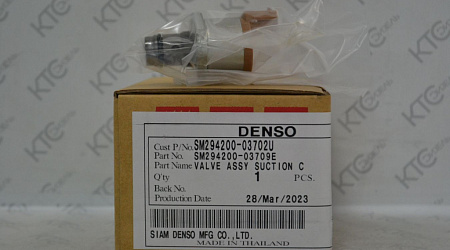 DENSO
Cust P/No. SM294200-03702U
Part No. SM294200-03709E
Part Name VALVE ASSY SUCTION C
Q'ty 1 PCS.
Back No.
Production Date 28/Mar/2023
SIAM DENSO MFG CO.,LTD.
MADE IN THAILAND